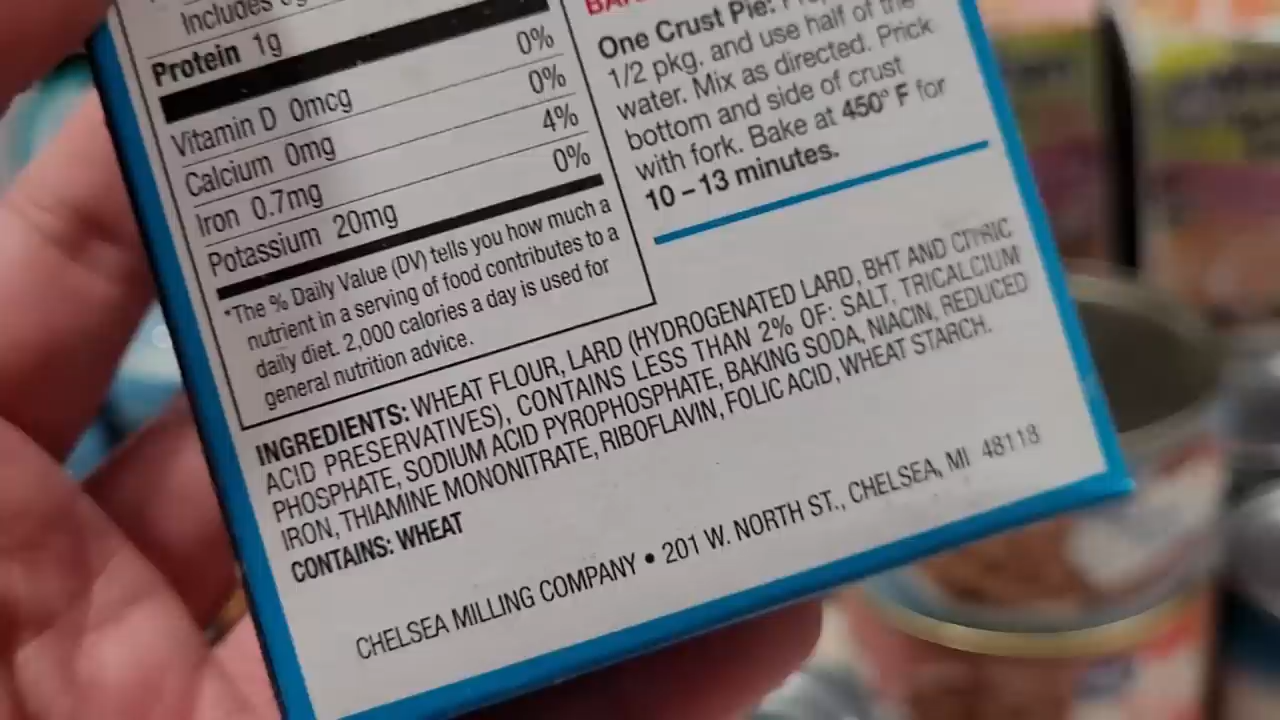 Includes
Protein 1g
Vitamin D 0mcg 0%
Calcium 0mg 0%
Iron 0.7mg 4%
Potassium 20mg 0%
*The % Daily Value (DV) tells you how much a
nutrient in a serving of food contributes to a
daily diet. 2,000 calories a day is used for
general nutrition advice.
One Crust Pie:
1/2 pkg. and use half of the
water. Mix as directed. Prick
bottom and side of crust
with fork. Bake at 450° F for
10 – 13 minutes.
INGREDIENTS: WHEAT FLOUR, LARD (HYDROGENATED LARD, BHT AND CITRIC
ACID PRESERVATIVES), CONTAINS LESS THAN 2% OF: SALT, TRICALCIUM
PHOSPHATE, SODIUM ACID PYROPHOSPHATE, BAKING SODA, NIACIN, REDUCED
IRON, THIAMINE MONONITRATE, RIBOFLAVIN, FOLIC ACID, WHEAT STARCH.
CONTAINS: WHEAT
CHELSEA MILLING COMPANY • 201 W. NORTH ST., CHELSEA, MI 48118